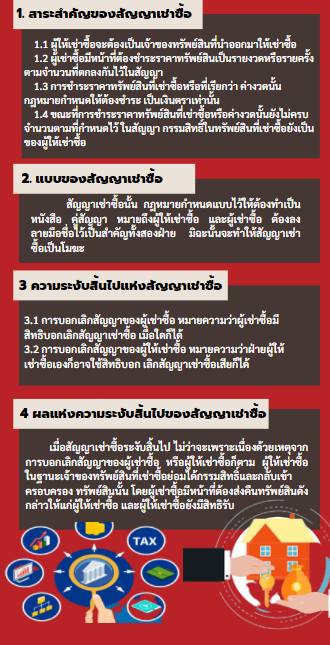 1. สาระสำคัญของสัญญาเช่าซื้อ
1.1 ผู้ให้เช่าซื้อจะต้องเป็นเจ้าของทรัพย์สินที่นำออกมาให้เช่าซื้อ
1.2 ผู้เช่าซื้อมีหน้าที่ต้องชำระราคาทรัพย์สินเป็นรายงวดหรือรายครั้ง
ตามจำนวนที่ตกลงกันไว้ในสัญญา
1.3 การชำระราคาทรัพย์สินที่เช่าซื้อหรือที่เรียกว่า ค่างวดนั้น
กฎหมายกำหนดให้ต้องชำระ เป็นเงินตราเท่านั้น
1.4 ขณะที่การชำระราคาทรัพย์สินที่เช่าซื้อหรือค่างวดนั้นยังไม่ครบ
จำนวนตามที่กำหนดไว้ ในสัญญา กรรมสิทธิ์ในทรัพย์สินที่เช่าซื้อยังเป็น
ของผู้ให้เช่าซื้อ
2. แบบของสัญญาเช่าซื้อ
สัญญาเช่าซื้อนั้น กฎหมายกำหนดแบบไว้ให้ต้องทำเป็น
หนังสือ คู่สัญญา หมายถึงผู้ให้เช่าซื้อ และผู้เช่าซื้อ ต้องลง
ลายมือชื่อไว้เป็นสำคัญทั้งสองฝ่าย มิฉะนั้นจะทำให้สัญญาเช่า
ซื้อเป็นโมฆะ
3 ความระงับสิ้นไปแห่งสัญญาเช่าซื้อ
3.1 การบอกเลิกสัญญาของผู้เช่าซื้อ หมายความว่าผู้เช่าซื้อมี
สิทธิบอกเลิกสัญญาเช่าซื้อ เมื่อใดก็ได้
3.2 การบอกเลิกสัญญาของผู้ให้เช่าซื้อ หมายความว่าฝ่ายผู้ให้
เช่าซื้อเองก็อาจใช้สิทธิบอก เลิกสัญญาเช่าซื้อเสียก็ได้
4 ผลแห่งความระงับสิ้นไปของสัญญาเช่าซื้อ
เมื่อสัญญาเช่าซื้อระงับสิ้นไป ไม่ว่าจะเพราะเนื่องด้วยเหตุจาก
การบอกเลิกสัญญาของผู้เช่าซื้อ หรือผู้ให้เช่าซื้อก็ตาม ผู้ให้เช่าซื้อ
ในฐานะเจ้าของทรัพย์สินที่เช่าซื้อย่อมได้กรรมสิทธิ์และกลับเข้า
ครอบครอง ทรัพย์สินนั้น โดยผู้เช่าซื้อมีหน้าที่ต้องส่งคืนทรัพย์สินดัง
กล่าวให้แก่ผู้ให้เช่าซื้อ และผู้ให้เช่าซื้อยังมีสิทธิรับ
TAX